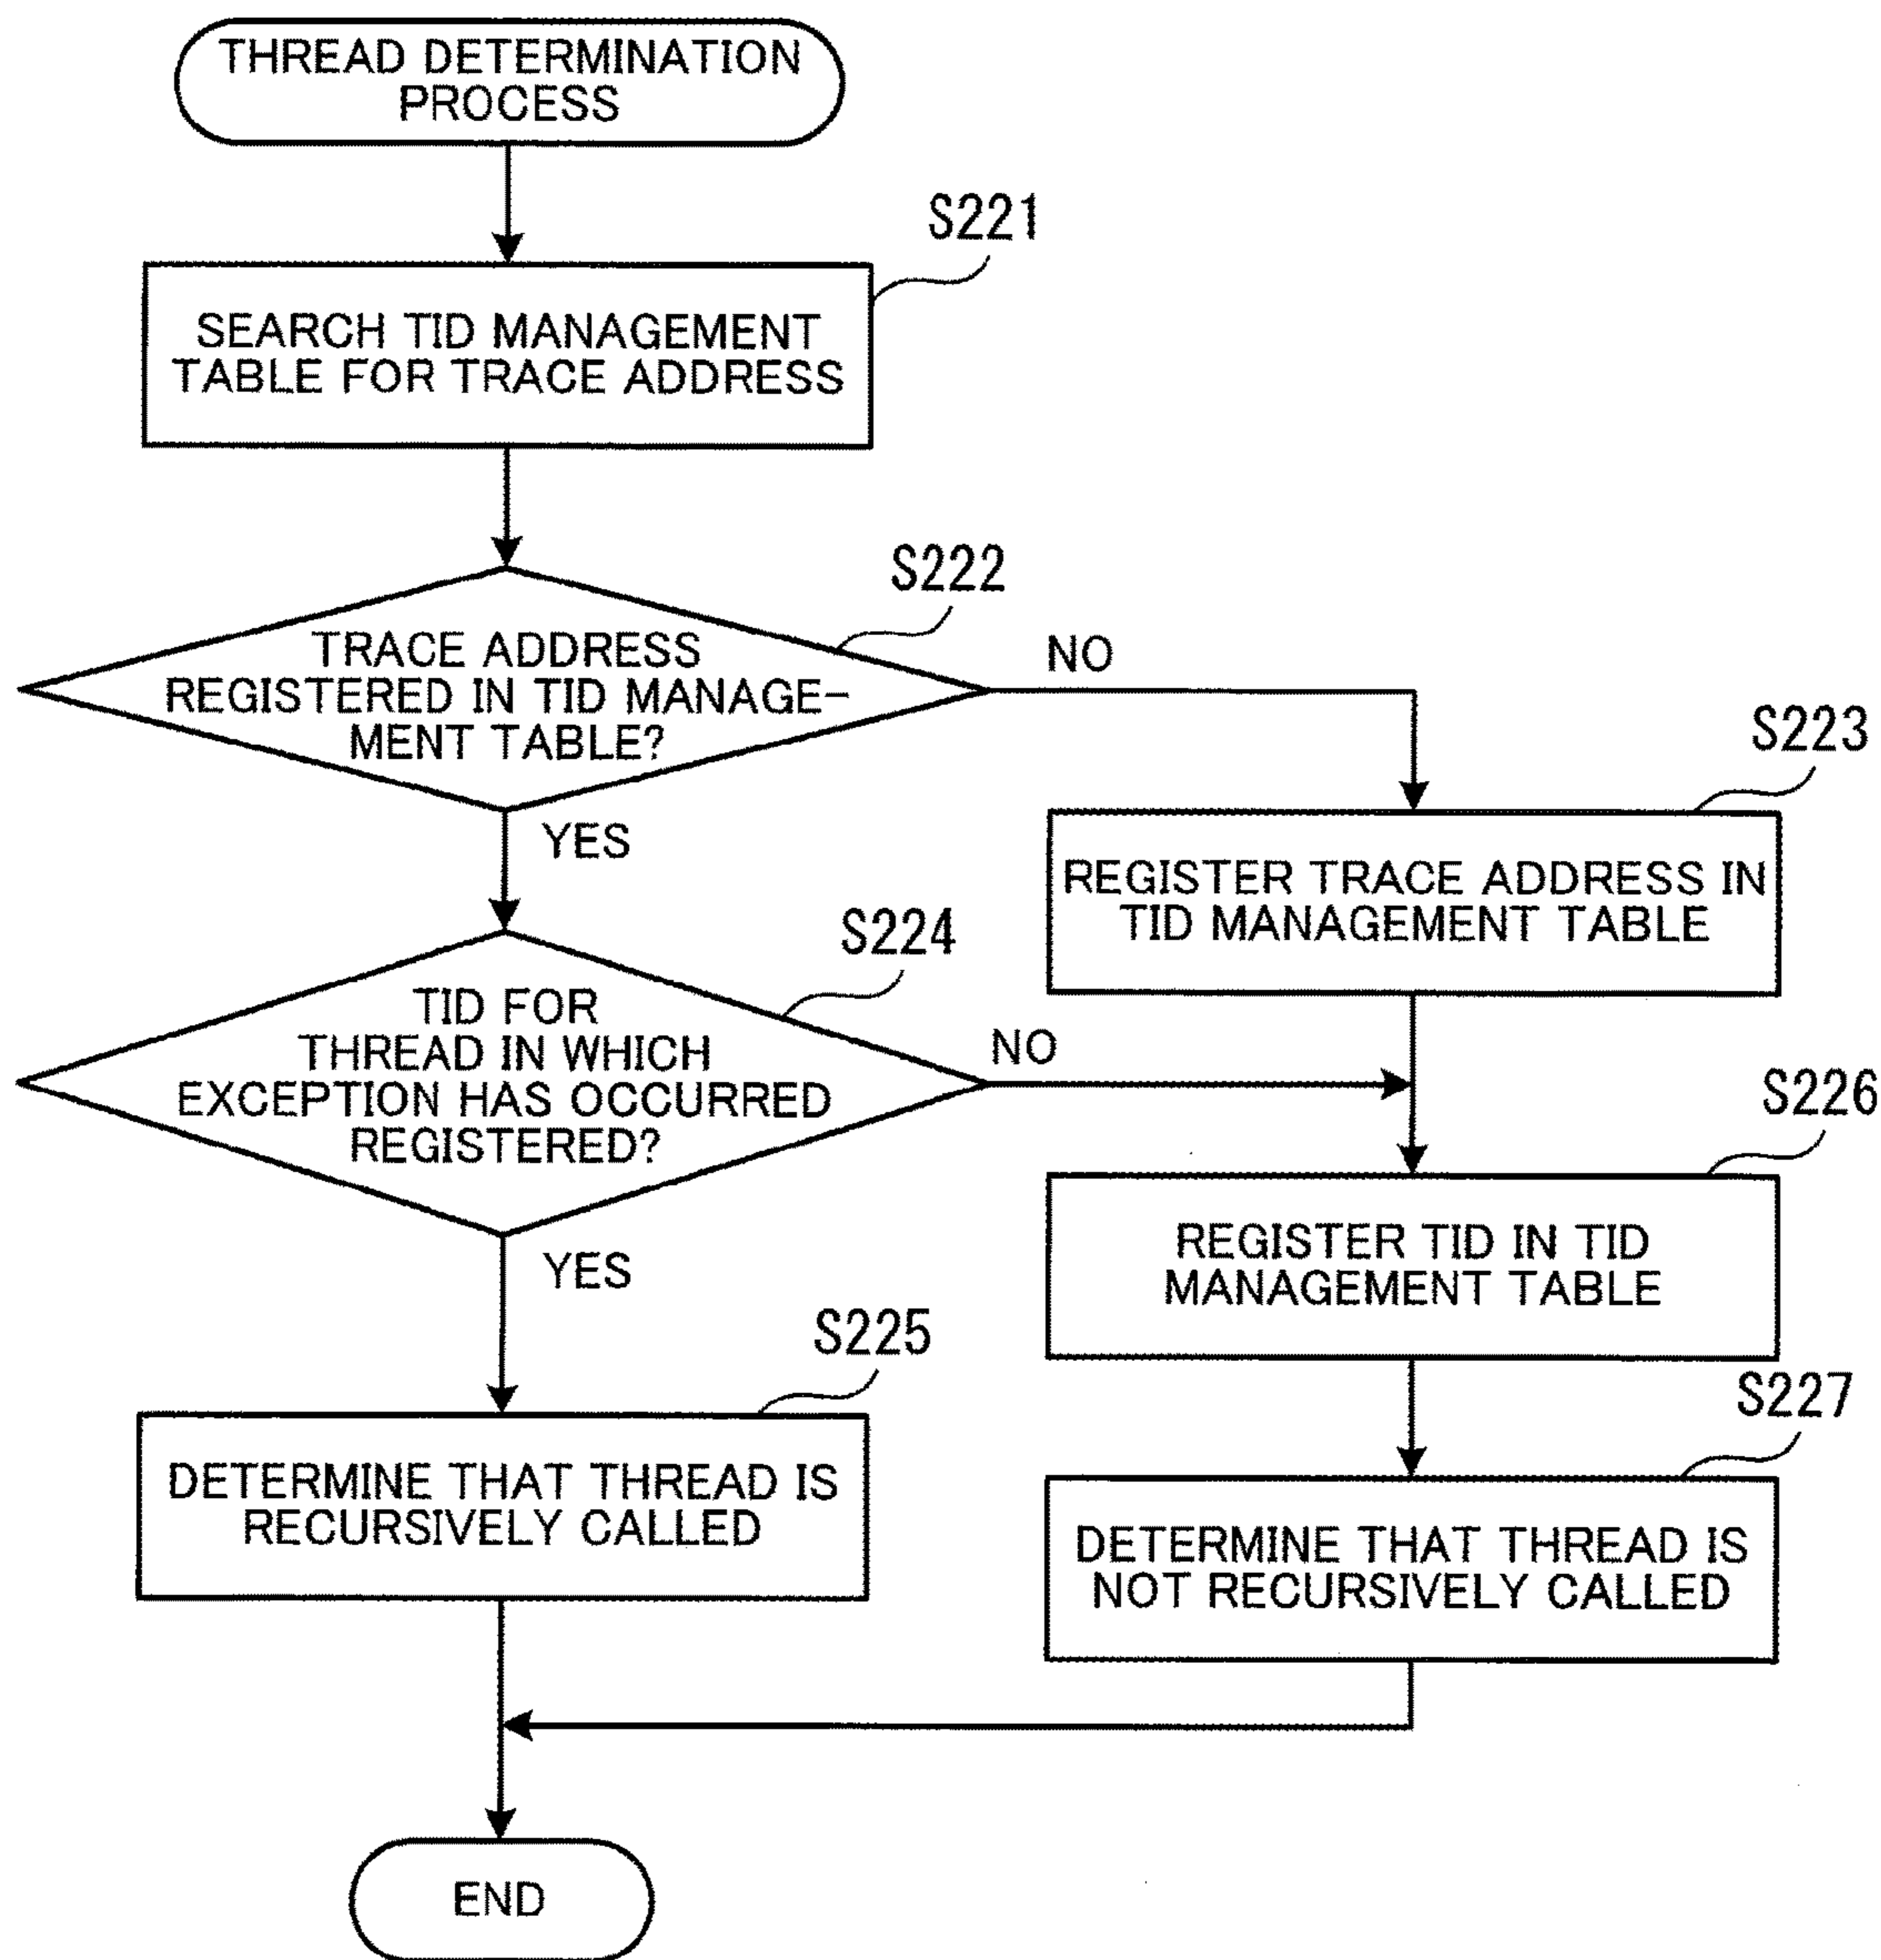 THREAD DETERMINATION
PROCESS
S221
SEARCH TID MANAGEMENT
TABLE FOR TRACE ADDRESS
S222
TRACE ADDRESS
REGISTERED IN TID MANAGE-
MENT TABLE?
NO
YES
S223
REGISTER TRACE ADDRESS IN
TID MANAGEMENT TABLE
S224
TID FOR
THREAD IN WHICH
EXCEPTION HAS OCCURRED
REGISTERED?
NO
YES
S226
REGISTER TID IN TID
MANAGEMENT TABLE
S225
DETERMINE THAT THREAD IS
RECURSIVELY CALLED
S227
DETERMINE THAT THREAD IS
NOT RECURSIVELY CALLED
END